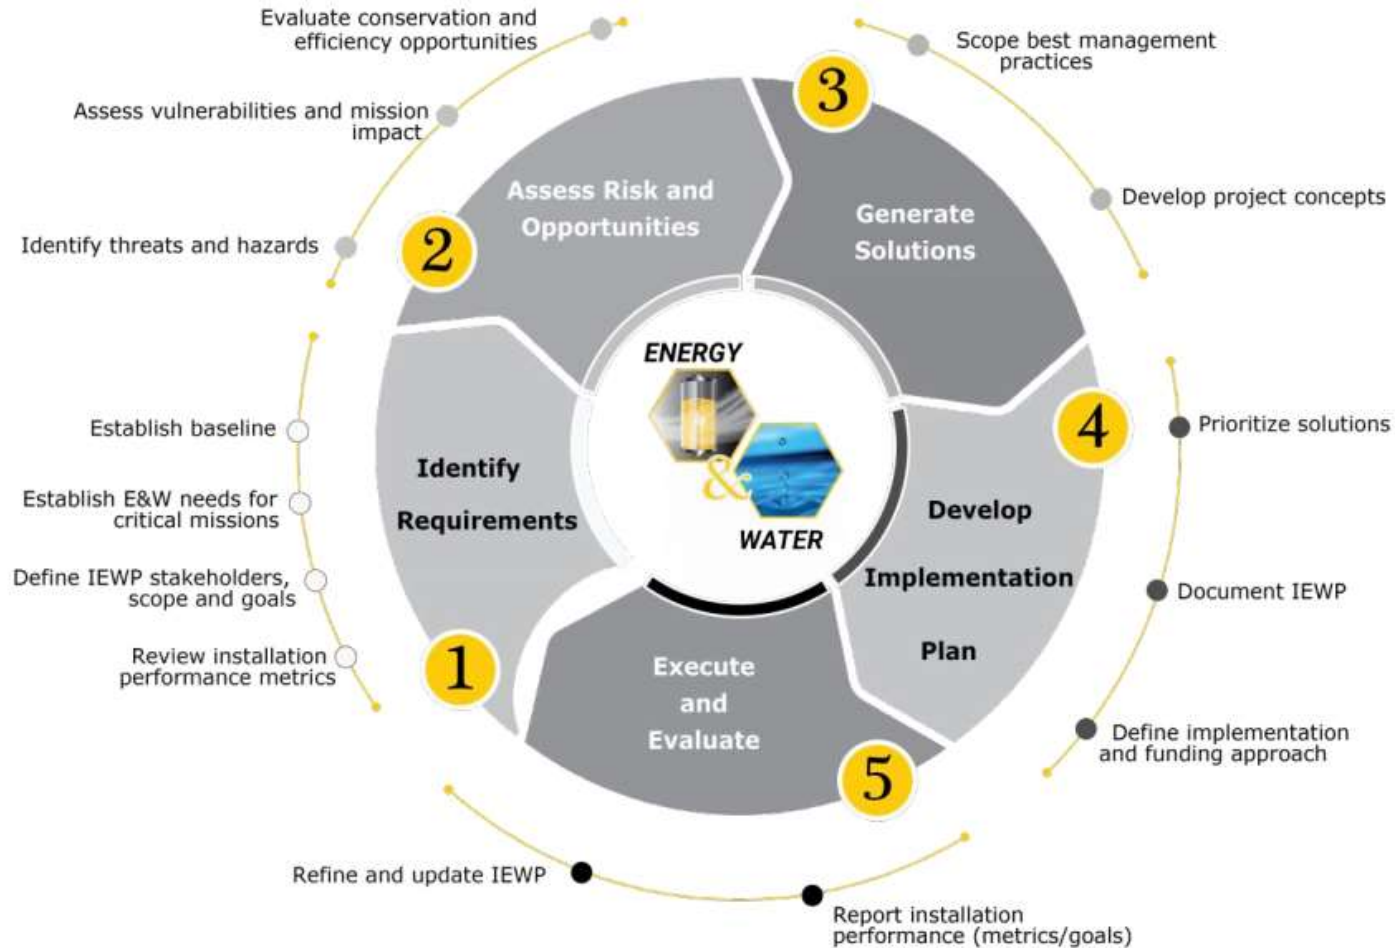 Evaluate conservation and
efficiency opportunities
Assess vulnerabilities and mission
impact
Identify threats and hazards
2
Assess Risk and
Opportunities
3
Generate
Solutions
Scope best management
practices
Develop project concepts
ENERGY
&
WATER
Establish baseline
Establish E&W needs for
critical missions
Define IEWP stakeholders,
scope and goals
Review installation
performance metrics
1
Identify
Requirements
4
Develop
Implementation
Plan
Prioritize solutions
Document IEWP
Define implementation
and funding approach
Execute
and
Evaluate
5
Refine and update IEWP
Report installation
performance (metrics/goals)